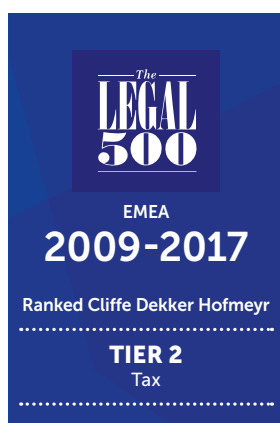 The
LEGAL
500
EMEA
2009-2017
Ranked Cliffe Dekker Hofmeyr
TIER 2
Tax